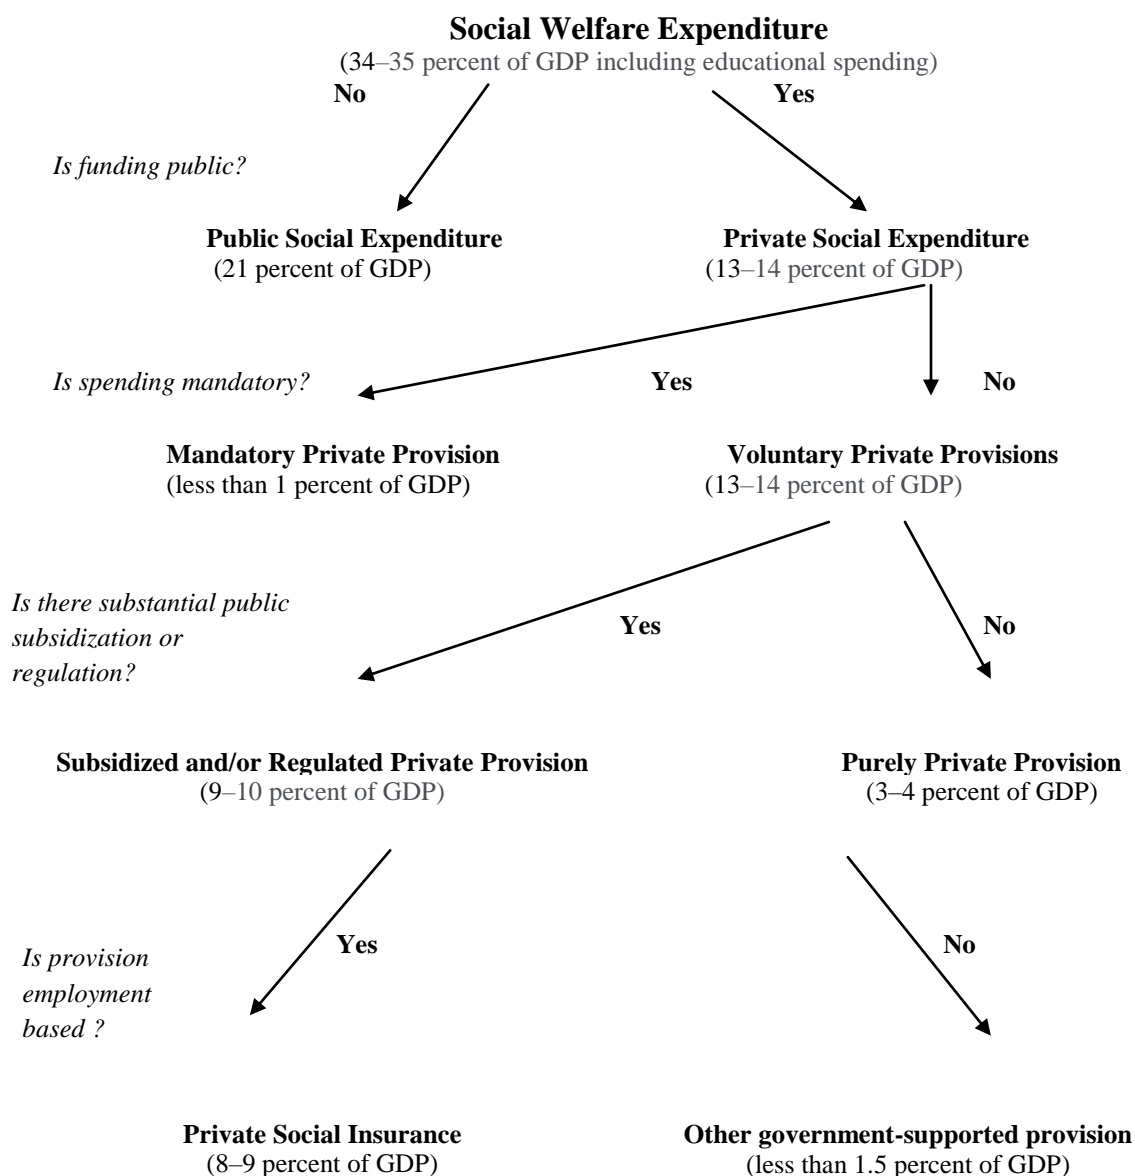 Social Welfare Expenditure
(34–35 percent of GDP including educational spending)
No Yes
Is funding public?
Public Social Expenditure Private Social Expenditure
(21 percent of GDP) (13–14 percent of GDP)
Is spending mandatory? Yes No
Mandatory Private Provision Voluntary Private Provisions
(less than 1 percent of GDP) (13–14 percent of GDP)
Is there substantial public
subsidization or
regulation?
Yes No
Subsidized and/or Regulated Private Provision Purely Private Provision
(9–10 percent of GDP) (3–4 percent of GDP)
Is provision
employment
based ?
Yes No
Private Social Insurance Other government-supported provision
(8–9 percent of GDP) (less than 1.5 percent of GDP)